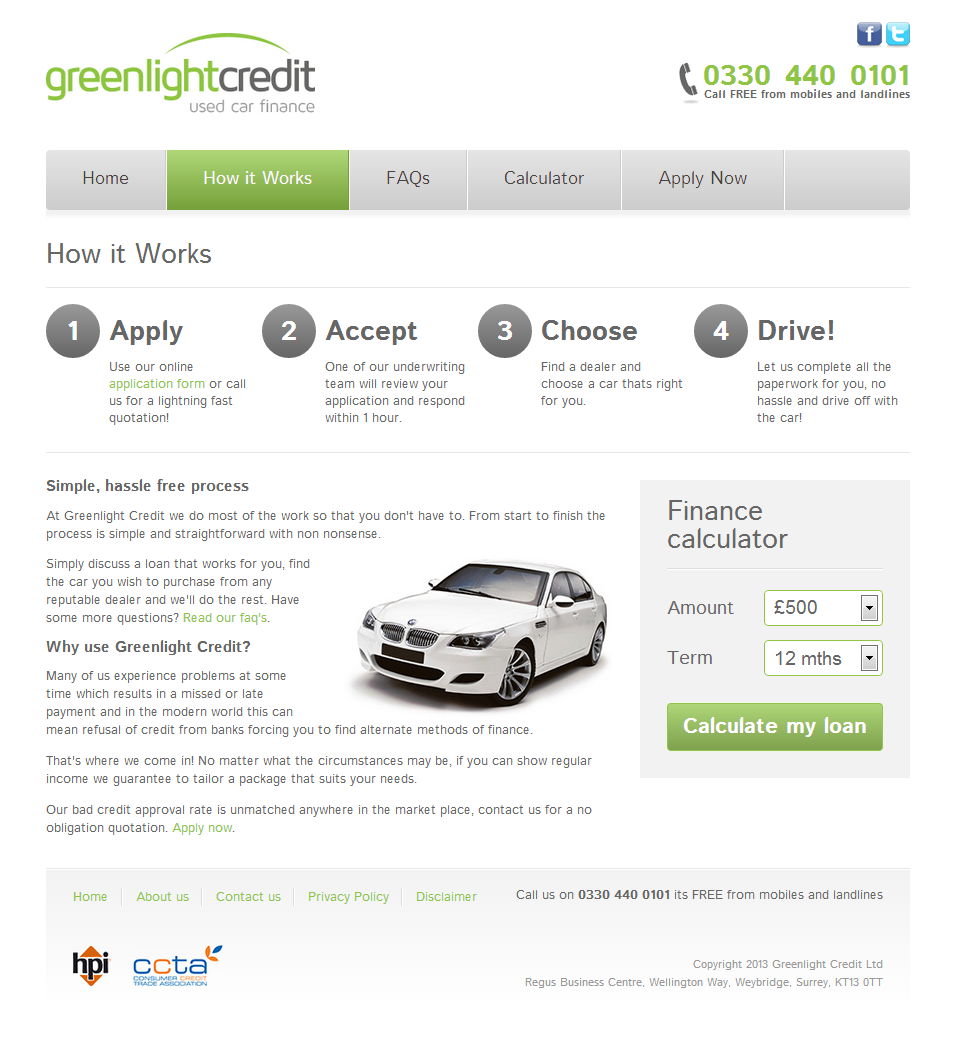 f t
greenlightcredit
used car finance
0330 440 0101
Call FREE from mobiles and landlines
Home How it Works FAQs Calculator Apply Now
How it Works
1 Apply
Use our online
application form or call
us for a lightning fast
quotation!
2 Accept
One of our underwriting
team will review your
application and respond
within 1 hour.
3 Choose
Find a dealer and
choose a car thats right
for you.
4 Drive!
Let us complete all the
paperwork for you, no
hassle and drive off with
the car!
Simple, hassle free process
At Greenlight Credit we do most of the work so that you don't have to. From start to finish the
process is simple and straightforward with non nonsense.
Simply discuss a loan that works for you, find
the car you wish to purchase from any
reputable dealer and we'll do the rest. Have
some more questions? Read our faq's.
Why use Greenlight Credit?
Many of us experience problems at some
time which results in a missed or late
payment and in the modern world this can
mean refusal of credit from banks forcing you to find alternate methods of finance.
That's where we come in! No matter what the circumstances may be, if you can show regular
income we guarantee to tailor a package that suits your needs.
Our bad credit approval rate is unmatched anywhere in the market place, contact us for a no
obligation quotation. Apply now.
Finance
calculator
Amount £500
Term 12 mths
Calculate my loan
Home About us Contact us Privacy Policy Disclaimer
Call us on 0330 440 0101 its FREE from mobiles and landlines
hpi
ccta
CONSUMER CREDIT
TRADE ASSOCIATION
Copyright 2013 Greenlight Credit Ltd
Regus Business Centre, Wellington Way, Weybridge, Surrey, KT13 0TT